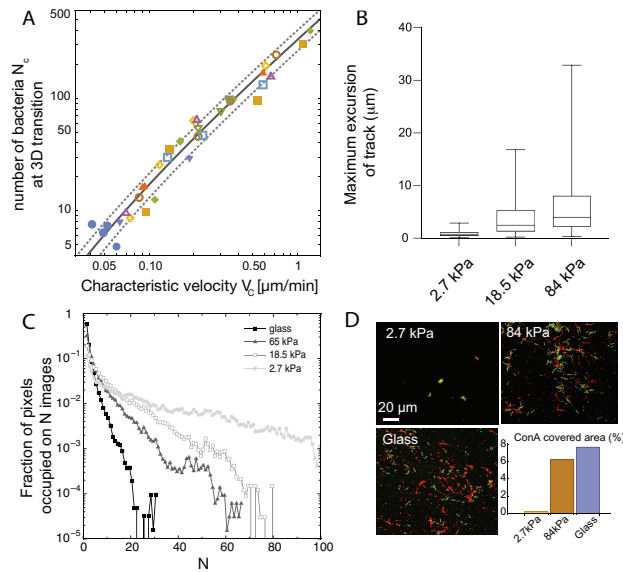 A
number of bacteria N_c
at 3D transition
500
100
50
10
5
0.05
0.10
0.50
1
Characteristic velocity V_C [μm/min]
B
Maximum excursion
of track (μm)
40
30
20
10
0
2.7 kPa
18.5 kPa
84 kPa
C
Fraction of pixels
occupied on N images
1
10⁻¹
10⁻²
10⁻³
10⁻⁴
10⁻⁵
glass
65 kPa
18.5 kPa
2.7 kPa
0
20
40
60
80
100
N
D
2.7 kPa
84 kPa
20 μm
Glass
ConA covered area (%)
8
6
4
2
0
2.7kPa
84kPa
Glass